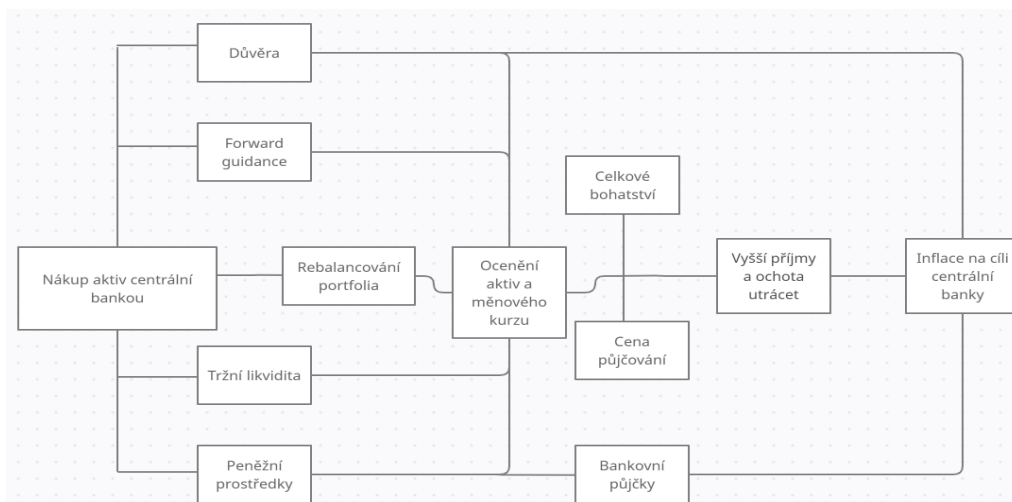 Důvěra
Forward
guidance
Celkové
bohatství
Nákup aktiv centrální
bankou
Rebalancování
portfolia
Ocenění
aktiv a
měnového
kurzu
Vyšší příjmy
a ochota
utrácet
Inflace na cíli
centrální
banky
Cena
půjčování
Tržní likvidita
Peněžní
prostředky
Bankovní
půjčky